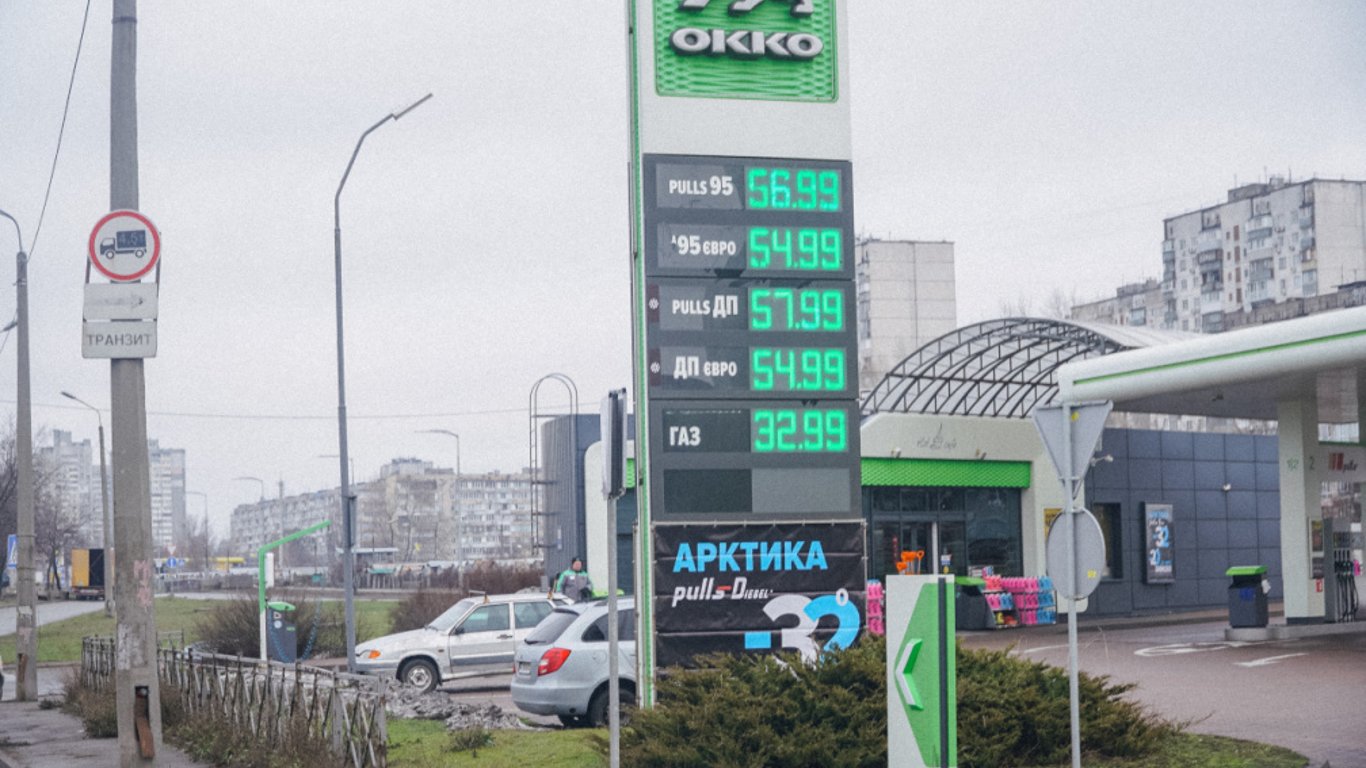 OKKO
PULLS 95 56.99
А95 ЄВРО 54.99
PULLS ДП 57.99
ДП ЄВРО 54.99
ГАЗ 32.99
АРКТИКА
pulls Diesel
-32°
ТРАНЗИТ